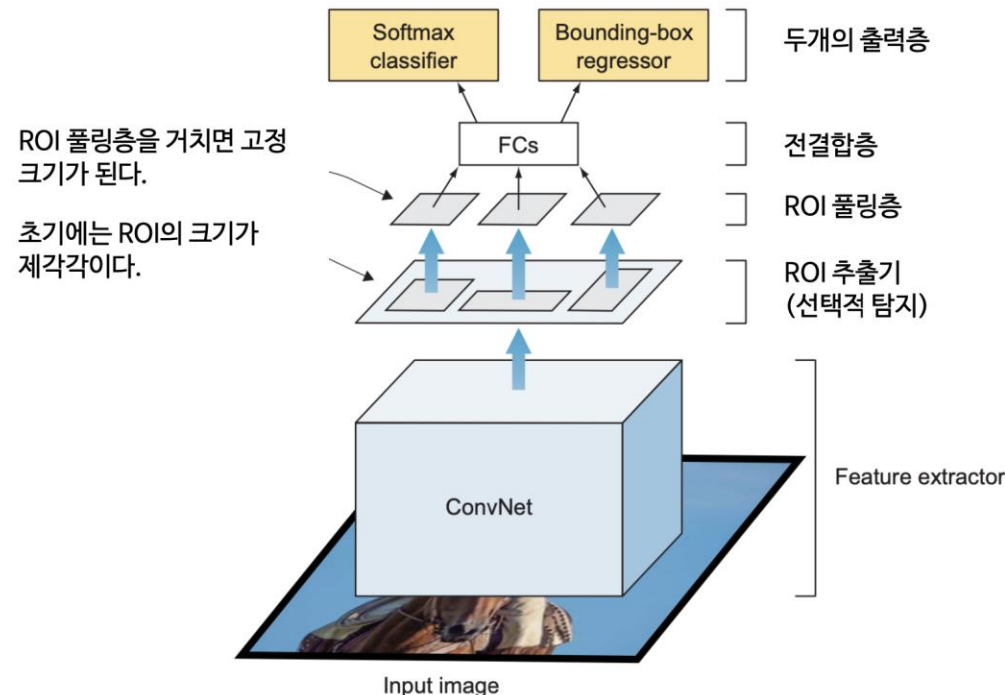 Softmax
classifier
Bounding-box
regressor
두개의 출력층
ROI 풀링층을 거치면 고정
크기가 된다.
FCs
전결합층
ROI 풀링층
초기에는 ROI의 크기가
제각각이다.
ROI 추출기
(선택적 탐지)
ConvNet
Feature extractor
Input image